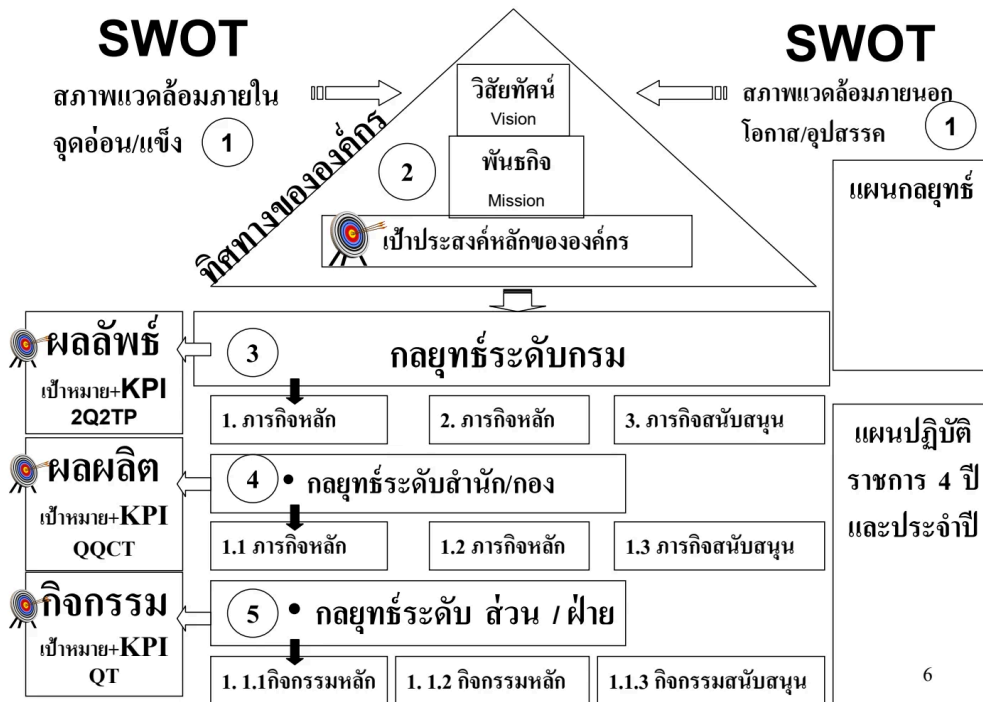 SWOT
สภาพแวดล้อมภายใน
จุดอ่อน/แข็ง
1
วิสัยทัศน์
Vision
2
พันธกิจ
Mission
เป้าประสงค์หลักขององค์กร
ทิศทางขององค์กร
SWOT
สภาพแวดล้อมภายนอก
โอกาส/อุปสรรค
1
แผนกลยุทธ์
ผลลัพธ์
เป้าหมาย+KPI
2Q2TP
3
กลยุทธ์ระดับกรม
1. ภารกิจหลัก
2. ภารกิจหลัก
3. ภารกิจสนับสนุน
ผลผลิต
เป้าหมาย+KPI
QQCT
4 • กลยุทธ์ระดับสำนัก/กอง
1.1 ภารกิจหลัก
1.2 ภารกิจหลัก
1.3 ภารกิจสนับสนุน
กิจกรรม
เป้าหมาย+KPI
QT
5 • กลยุทธ์ระดับ ส่วน / ฝ่าย
1. 1.1กิจกรรมหลัก
1. 1.2 กิจกรรมหลัก
1.1.3 กิจกรรมสนับสนุน
แผนปฏิบัติ
ราชการ 4 ปี
และประจำปี
6